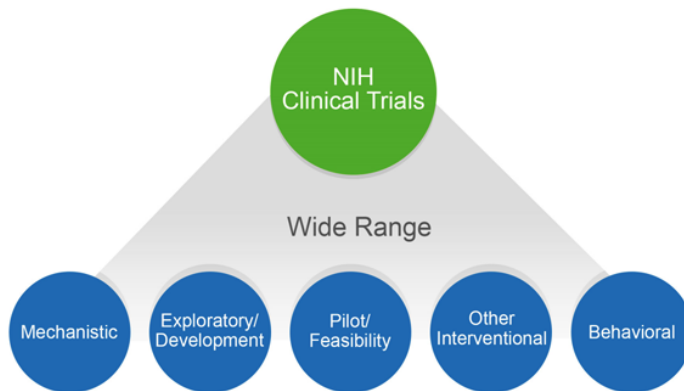 NIH
Clinical Trials
Wide Range
Mechanistic
Exploratory/
Development
Pilot/
Feasibility
Other
Interventional
Behavioral